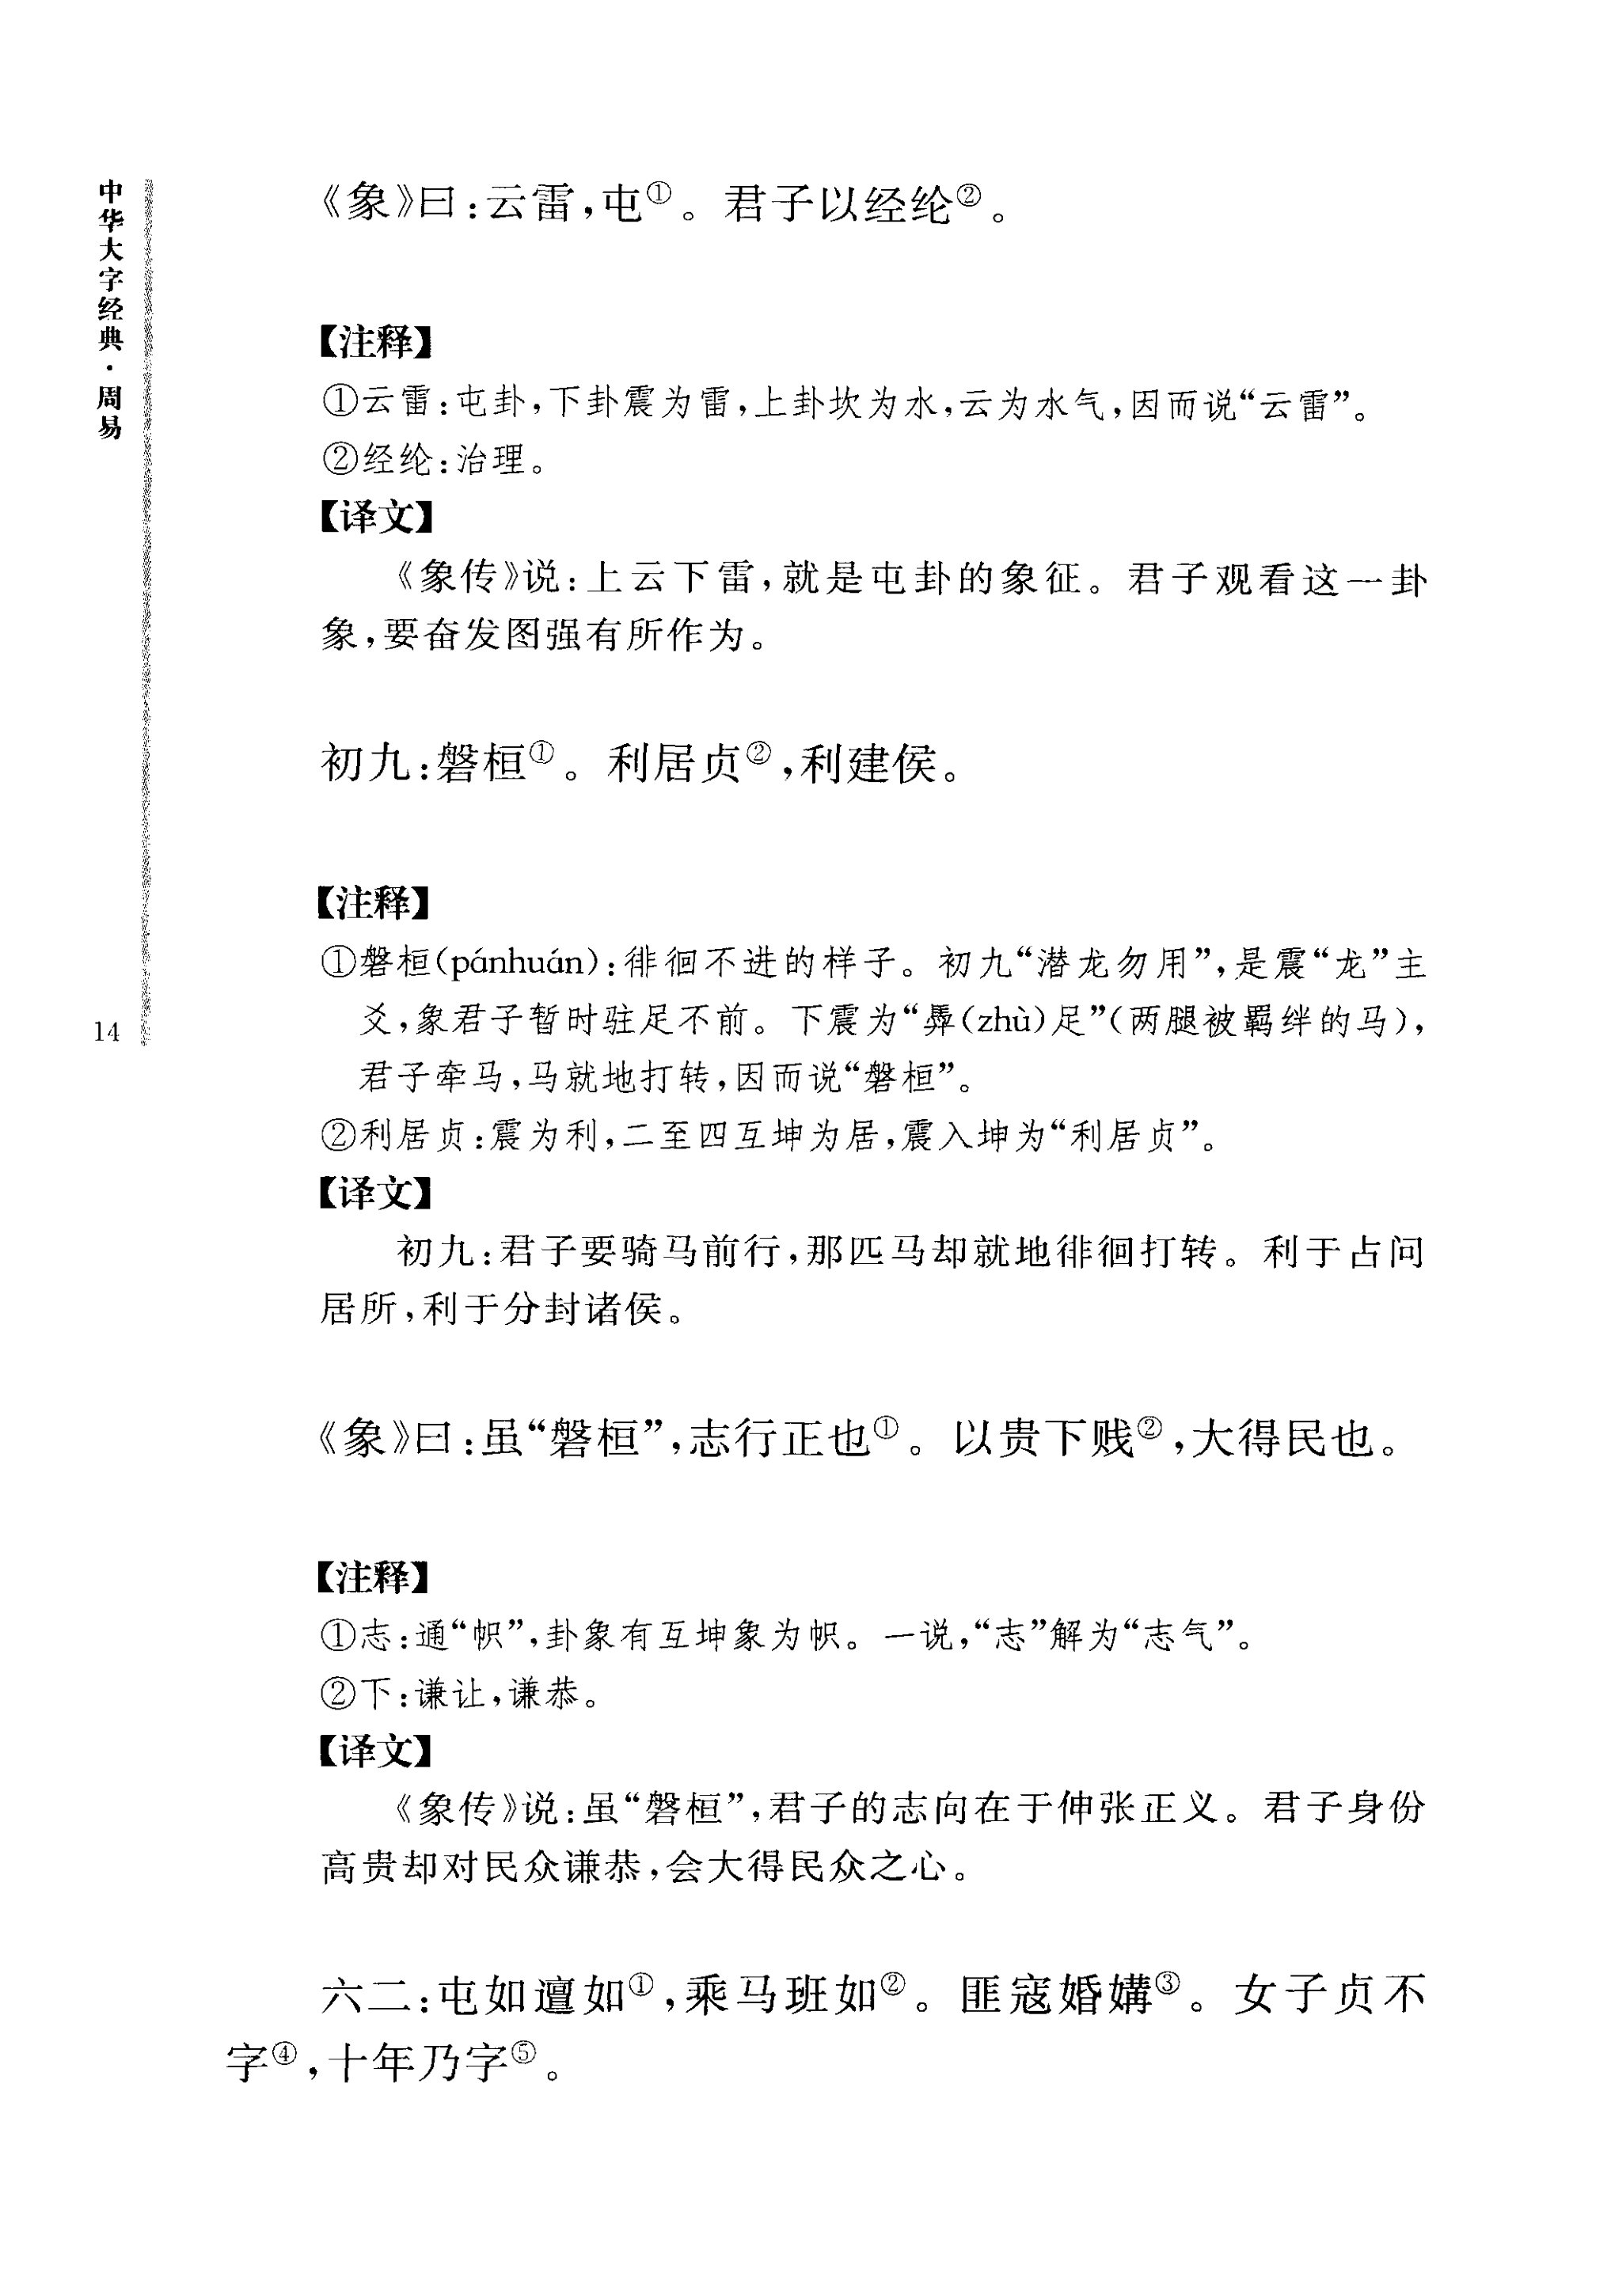 中华大字经典·周易
14
《象》曰:云雷,屯①。君子以经纶②。
【注释】
①云雷:屯卦,下卦震为雷,上卦坎为水,云为水气,因而说“云雷”。
②经纶:治理。
【译文】
《象传》说:上云下雷,就是屯卦的象征。君子观看这一卦
象,要奋发图强有所作为。
初九:磐桓①。利居贞②,利建侯。
【注释】
①磐桓(pánhuán):徘徊不进的样子。初九“潜龙勿用”,是震“龙”主
爻,象君子暂时驻足不前。下震为“馵(zhù)足”(两腿被羁绊的马),
君子牵马,马就地打转,因而说“磐桓”。
②利居贞:震为利,二至四互坤为居,震入坤为“利居贞”。
【译文】
初九:君子要骑马前行,那匹马却就地徘徊打转。利于占问
居所,利于分封诸侯。
《象》曰:虽“磐桓”,志行正也①。以贵下贱②,大得民也。
【注释】
①志:通“帜”,卦象有互坤象为帜。一说,“志”解为“志气”。
②下:谦让,谦恭。
【译文】
《象传》说:虽“磐桓”,君子的志向在于伸张正义。君子身份
高贵却对民众谦恭,会大得民众之心。
六二:屯如邅如①,乘马班如②。匪寇婚媾③。女子贞不
字④,十年乃字⑤。